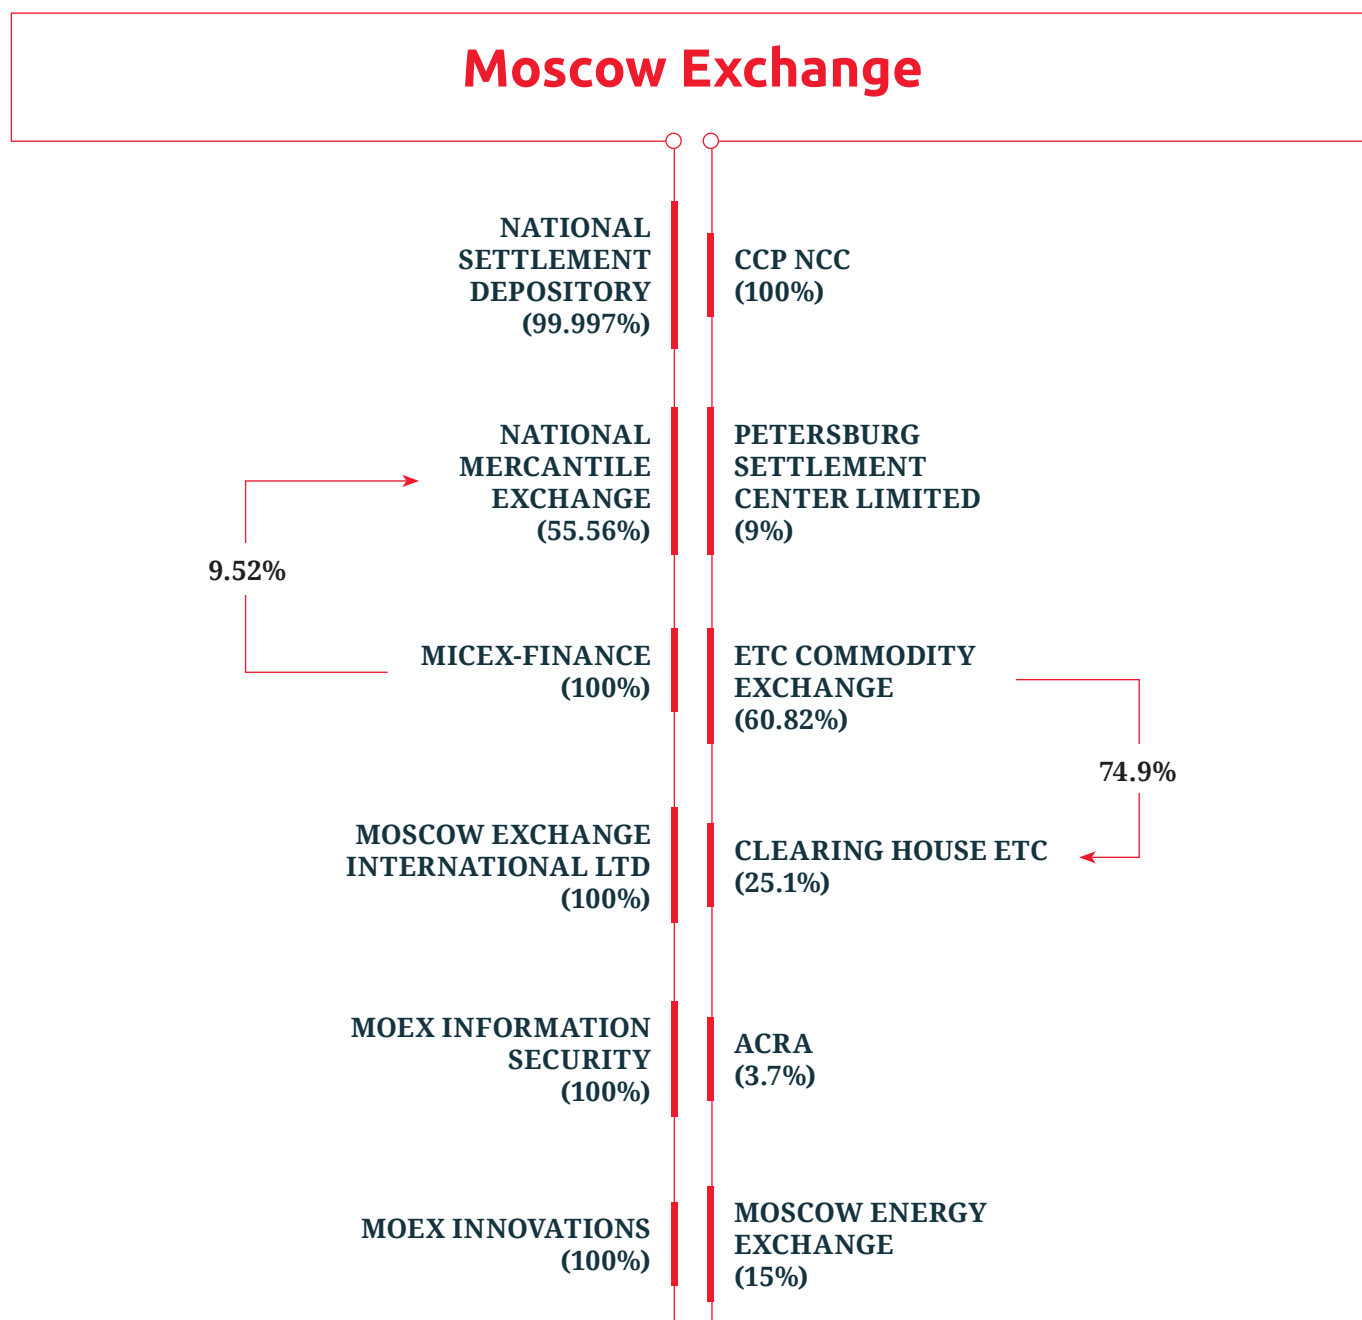 Moscow Exchange
NATIONAL
SETTLEMENT
DEPOSITORY
(99.997%)
CCP NCC
(100%)
NATIONAL
MERCANTILE
EXCHANGE
(55.56%)
PETERSBURG
SETTLEMENT
CENTER LIMITED
(9%)
9.52%
MICEX-FINANCE
(100%)
ETC COMMODITY
EXCHANGE
(60.82%)
74.9%
MOSCOW EXCHANGE
INTERNATIONAL LTD
(100%)
CLEARING HOUSE ETC
(25.1%)
MOEX INFORMATION
SECURITY
(100%)
ACRA
(3.7%)
MOEX INNOVATIONS
(100%)
MOSCOW ENERGY
EXCHANGE
(15%)